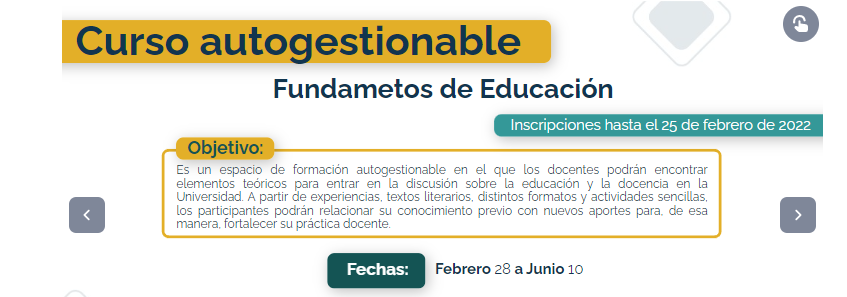 Curso autogestionable
Fundametos de Educación
Inscripciones hasta el 25 de febrero de 2022
Objetivo:
Es un espacio de formación autogestionable en el que los docentes podrán encontrar
elementos teóricos para entrar en la discusión sobre la educación y la docencia en la
Universidad. A partir de experiencias, textos literarios, distintos formatos y actividades sencillas,
los participantes podrán relacionar su conocimiento previo con nuevos aportes para, de esa
manera, fortalecer su práctica docente.
Fechas: Febrero 28 a Junio 10